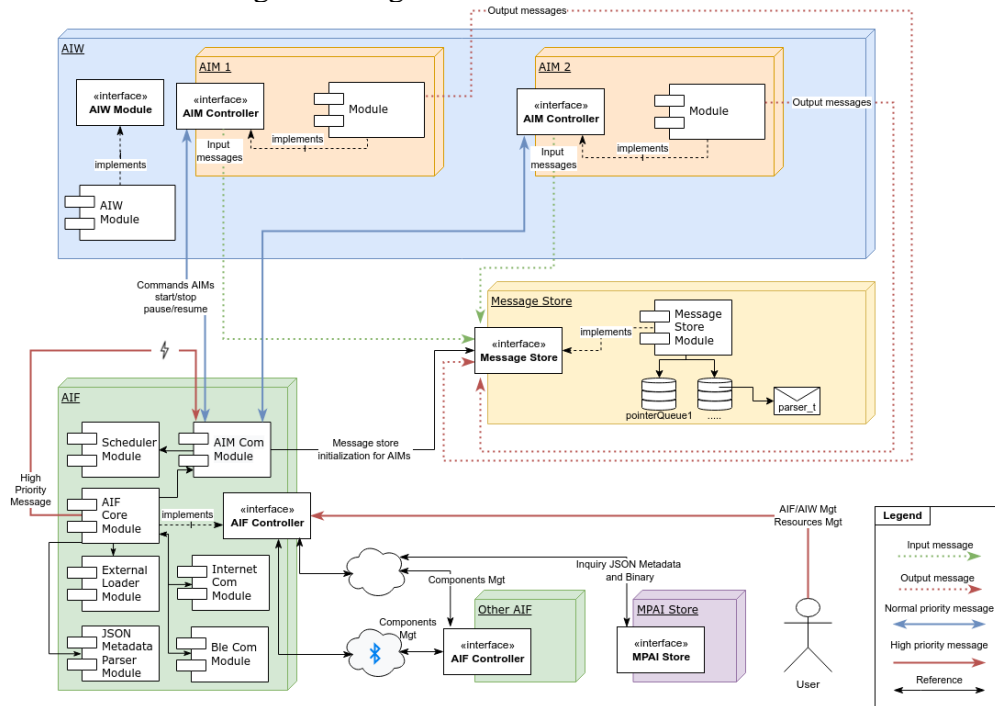 Output messages
AIW
AIM 1
AIM 2
«interface»
AIW Module
«interface»
AIM Controller
Module
«interface»
AIM Controller
Module
Output messages
implements
Input
messages
implements
Input
messages
implements
AIW
Module
Commands AIMs
start/stop
pause/resume
Message Store
«interface»
Message Store
implements
Message
Store
Module
pointerQueue1
.....
parser_t
AIF
Scheduler
Module
AIM Com
Module
Message store
initialization for AIMs
High
Priority
Message
AIF
Core
Module
implements
«interface»
AIF Controller
AIF/AIW Mgt
Resources Mgt
External
Loader
Module
Internet
Com
Module
Components Mgt
Inquiry JSON Metadata
and Binary
JSON
Metadata
Parser
Module
Ble Com
Module
Components
Mgt
Other AIF
«interface»
AIF Controller
MPAI Store
«interface»
MPAI Store
User
Legend
Input message
Output message
Normal priority message
High priority message
Reference